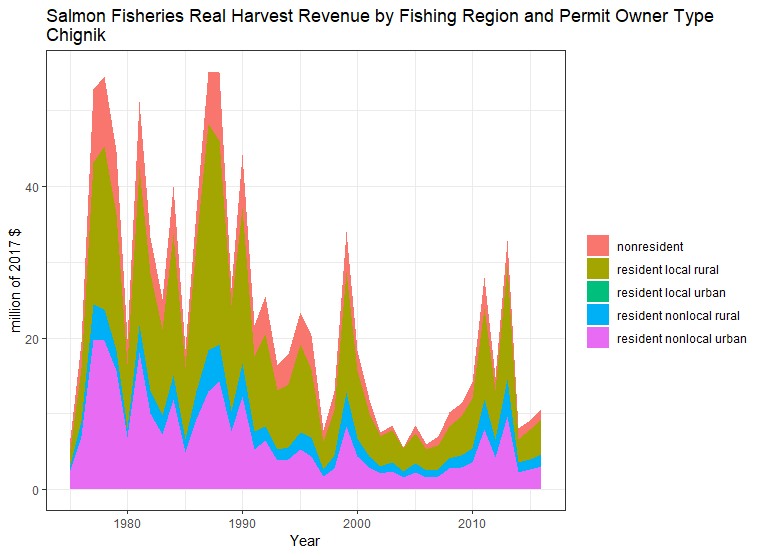 Salmon Fisheries Real Harvest Revenue by Fishing Region and Permit Owner Type
Chignik
million of 2017 $
40
20
0
1980
1990
2000
2010
Year
nonresident
resident local rural
resident local urban
resident nonlocal rural
resident nonlocal urban